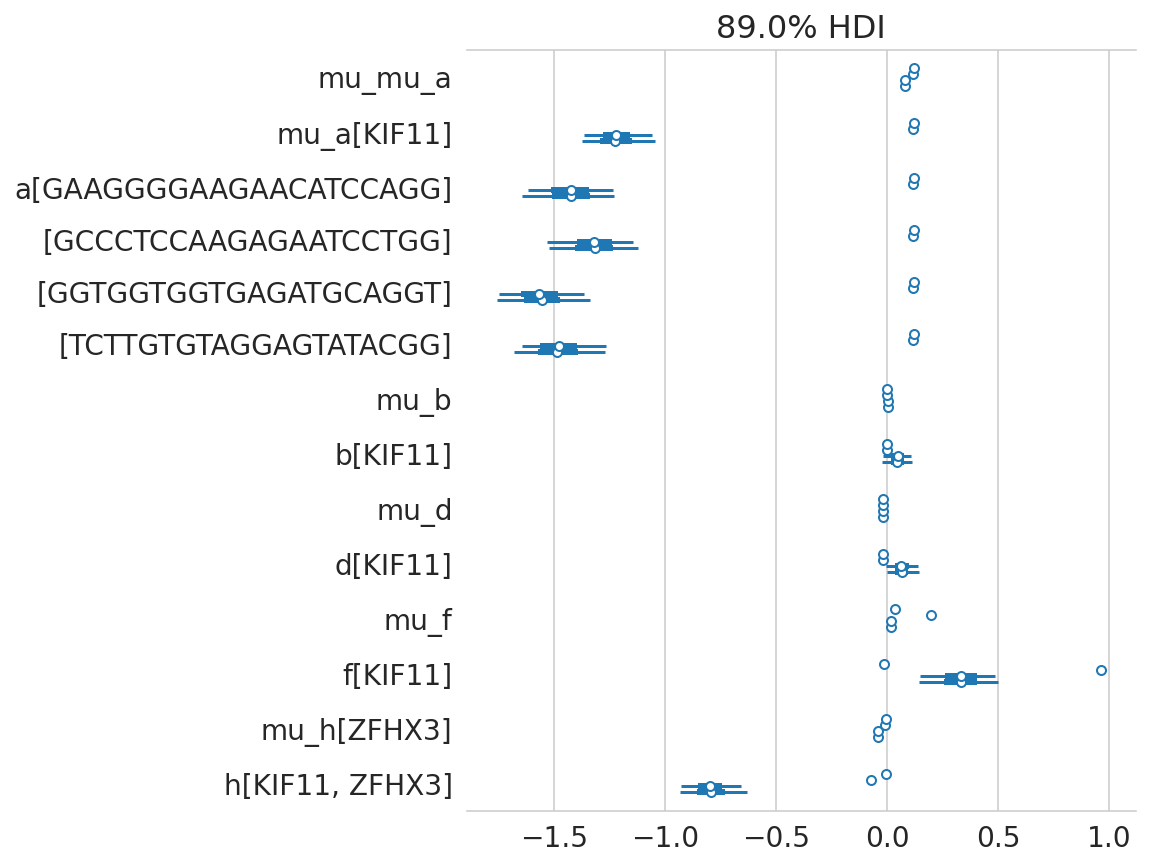 89.0% HDI
mu_mu_a
mu_a[KIF11]
a[GAAGGGGAAGAACATCCAGG]
[GCCCTCCAAGAGAATCCTGG]
[GGTGGTGGTGAGATGCAGGT]
[TCTTGTGTAGGAGTATACGG]
mu_b
b[KIF11]
mu_d
d[KIF11]
mu_f
f[KIF11]
mu_h[ZFHX3]
h[KIF11, ZFHX3]
−1.5 −1.0 −0.5 0.0 0.5 1.0